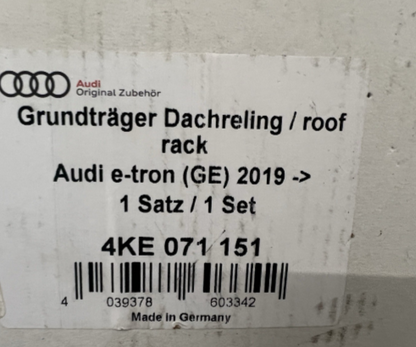 Audi
Original Zubehör
Grundträger Dachreling / roof
rack
Audi e-tron (GE) 2019 ->
1 Satz / 1 Set
4KE 071 151
4 039378 603342
Made in Germany